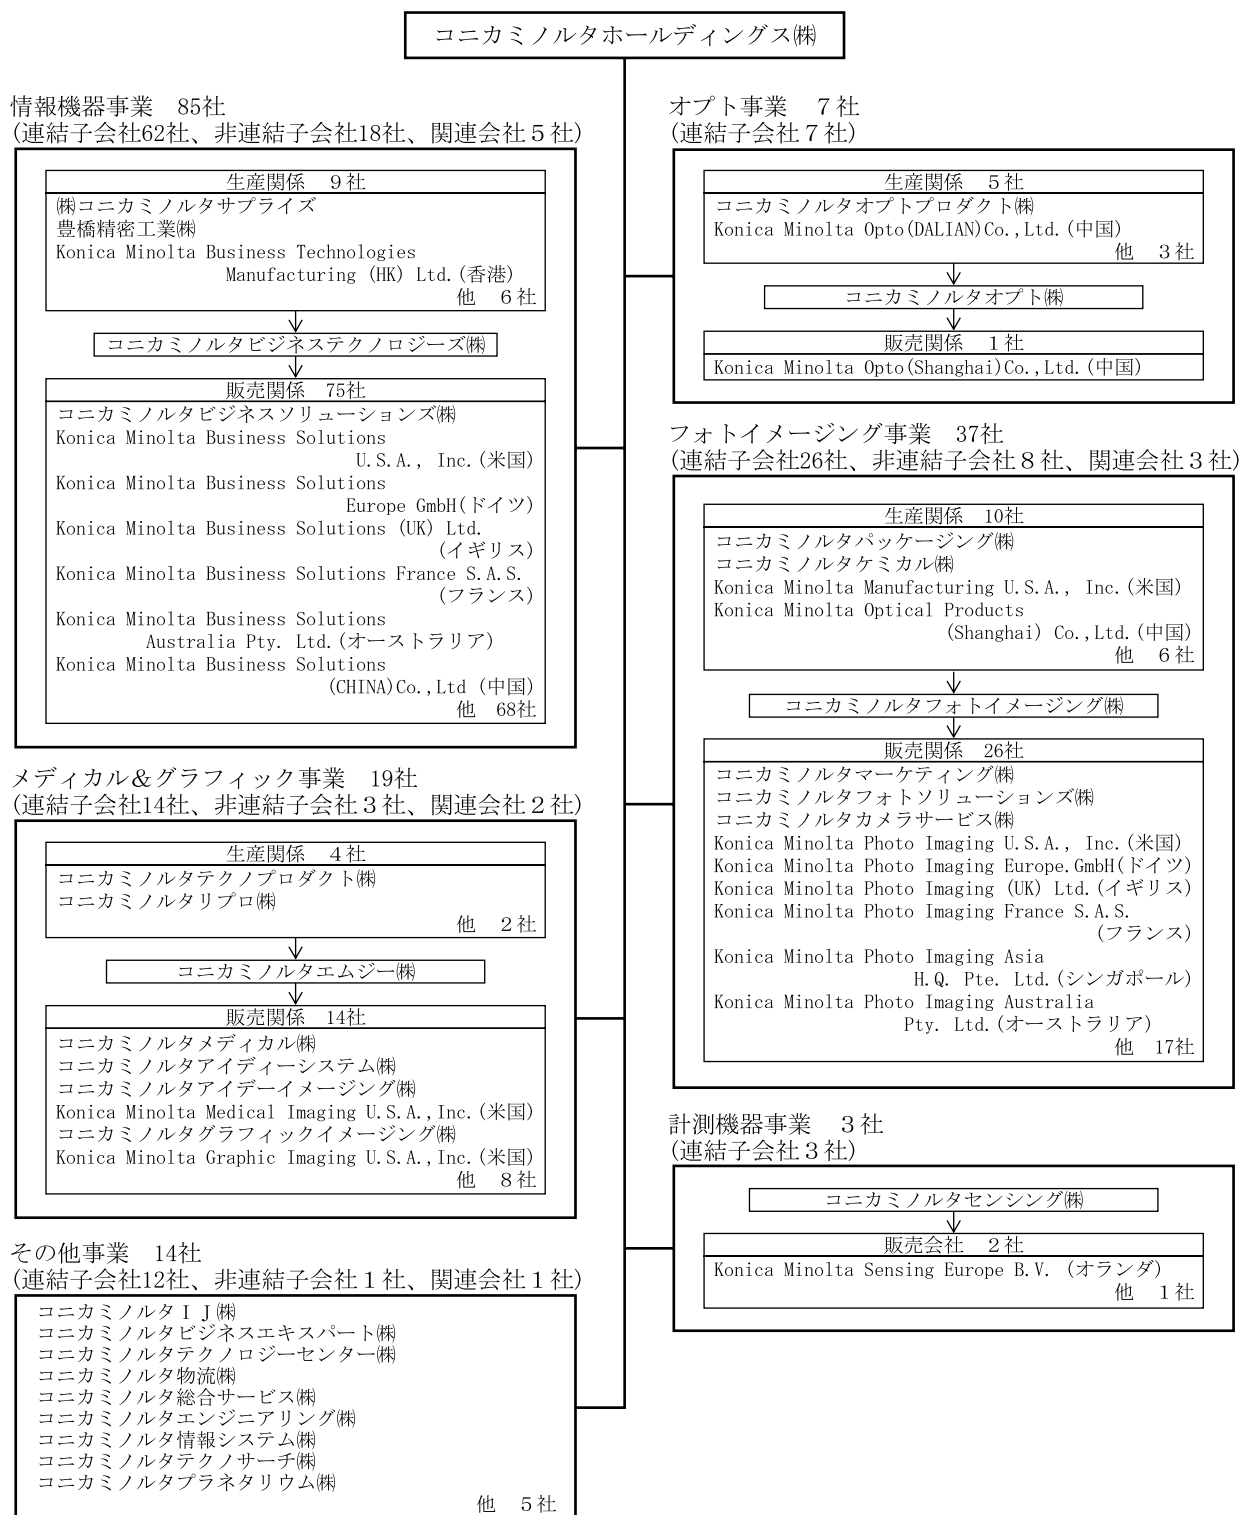 コニカミノルタホールディングス㈱
情報機器事業　85社
(連結子会社62社、非連結子会社18社、関連会社５社)
生産関係　９社
㈱コニカミノルタサプライズ
豊橋精密工業㈱
Konica Minolta Business Technologies
Manufacturing (HK) Ltd.(香港)
他　６社
コニカミノルタビジネステクノロジーズ㈱
販売関係　75社
コニカミノルタビジネスソリューションズ㈱
Konica Minolta Business Solutions
U.S.A., Inc.(米国)
Konica Minolta Business Solutions
Europe GmbH(ドイツ)
Konica Minolta Business Solutions (UK) Ltd.
(イギリス)
Konica Minolta Business Solutions France S.A.S.
(フランス)
Konica Minolta Business Solutions
Australia Pty. Ltd.(オーストラリア)
Konica Minolta Business Solutions
(CHINA)Co.,Ltd (中国)
他　68社
メディカル＆グラフィック事業　19社
(連結子会社14社、非連結子会社３社、関連会社２社)
生産関係　４社
コニカミノルタテクノプロダクト㈱
コニカミノルタリプロ㈱
他　２社
コニカミノルタエムジー㈱
販売関係　14社
コニカミノルタメディカル㈱
コニカミノルタアイディーシステム㈱
コニカミノルタアイデーイメージング㈱
Konica Minolta Medical Imaging U.S.A.,Inc.(米国)
コニカミノルタグラフィックイメージング㈱
Konica Minolta Graphic Imaging U.S.A.,Inc.(米国)
他　８社
その他事業　14社
(連結子会社12社、非連結子会社１社、関連会社１社)
コニカミノルタＩＪ㈱
コニカミノルタビジネスエキスパート㈱
コニカミノルタテクノロジーセンター㈱
コニカミノルタ物流㈱
コニカミノルタ総合サービス㈱
コニカミノルタエンジニアリング㈱
コニカミノルタ情報システム㈱
コニカミノルタテクノサーチ㈱
コニカミノルタプラネタリウム㈱
他　５社
オプト事業　７社
(連結子会社７社)
生産関係　５社
コニカミノルタオプトプロダクト㈱
Konica Minolta Opto(DALIAN)Co.,Ltd.(中国)
他　３社
コニカミノルタオプト㈱
販売関係　１社
Konica Minolta Opto(Shanghai)Co.,Ltd.(中国)
フォトイメージング事業　37社
(連結子会社26社、非連結子会社８社、関連会社３社)
生産関係　10社
コニカミノルタパッケージング㈱
コニカミノルタケミカル㈱
Konica Minolta Manufacturing U.S.A., Inc.(米国)
Konica Minolta Optical Products
(Shanghai) Co.,Ltd.(中国)
他　６社
コニカミノルタフォトイメージング㈱
販売関係　26社
コニカミノルタマーケティング㈱
コニカミノルタフォトソリューションズ㈱
コニカミノルタカメラサービス㈱
Konica Minolta Photo Imaging U.S.A., Inc.(米国)
Konica Minolta Photo Imaging Europe.GmbH(ドイツ)
Konica Minolta Photo Imaging (UK) Ltd.(イギリス)
Konica Minolta Photo Imaging France S.A.S.
(フランス)
Konica Minolta Photo Imaging Asia
H.Q. Pte. Ltd.(シンガポール)
Konica Minolta Photo Imaging Australia
Pty. Ltd.(オーストラリア)
他　17社
計測機器事業　３社
(連結子会社３社)
コニカミノルタセンシング㈱
販売会社　２社
Konica Minolta Sensing Europe B.V. (オランダ)
他　１社